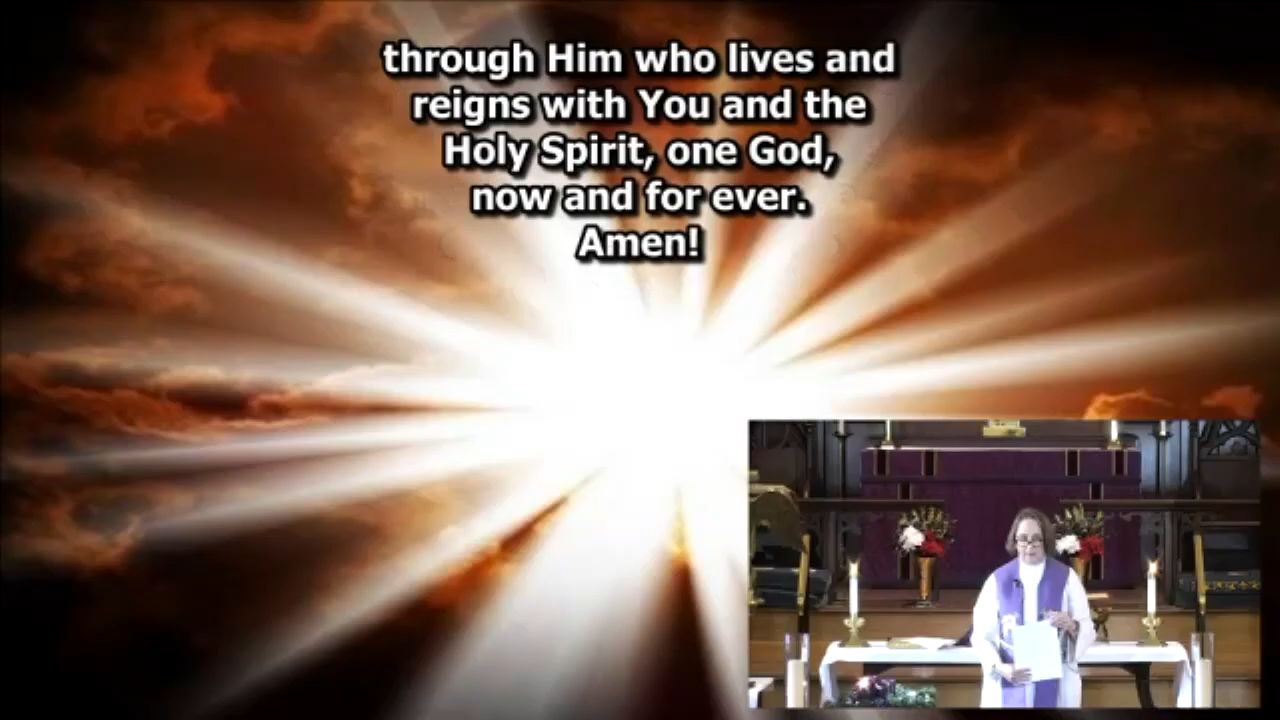 through Him who lives and
reigns with You and the
Holy Spirit, one God,
now and for ever.
Amen!